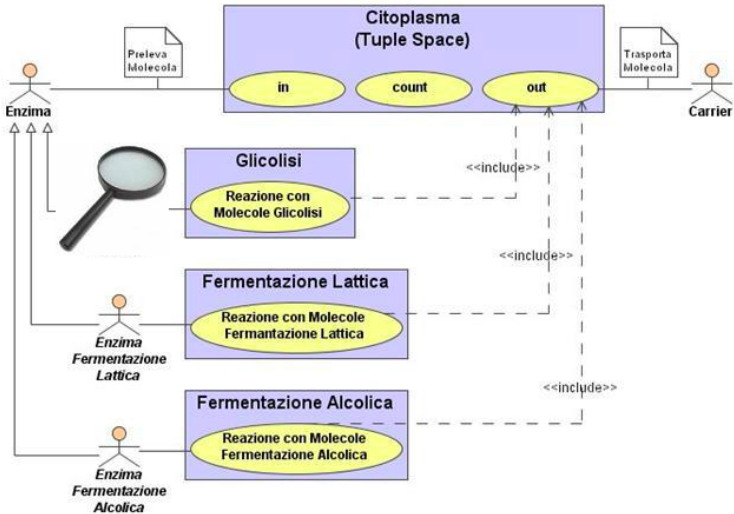 Citoplasma
(Tuple Space)
Preleva
Molecola
Trasporta
Molecola
in
count
out
Enzima
Carrier
<<include>>
Glicolisi
Reazione con
Molecole Glicolisi
<<include>>
Fermentazione Lattica
Reazione con Molecole
Fermantazione Lattica
Enzima
Fermentazione
Lattica
<<include>>
Fermentazione Alcolica
Reazione con Molecole
Fermentazione Alcolica
Enzima
Fermentazione
Alcolica